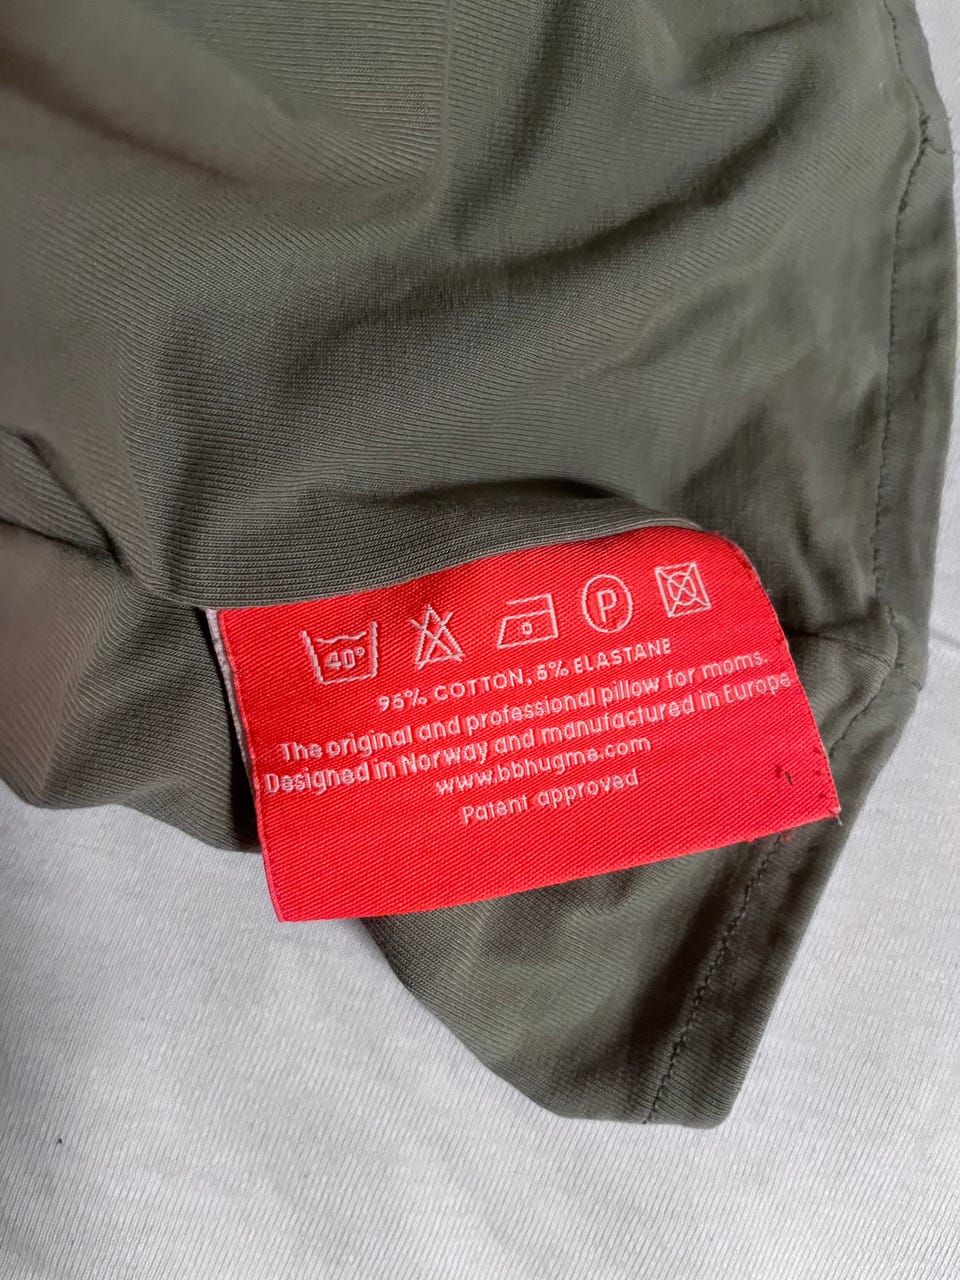 40°
P
95% COTTON, 5% ELASTANE
The original and professional pillow for moms.
Designed in Norway and manufactured in Europe
www.bbhugme.com
Patent approved